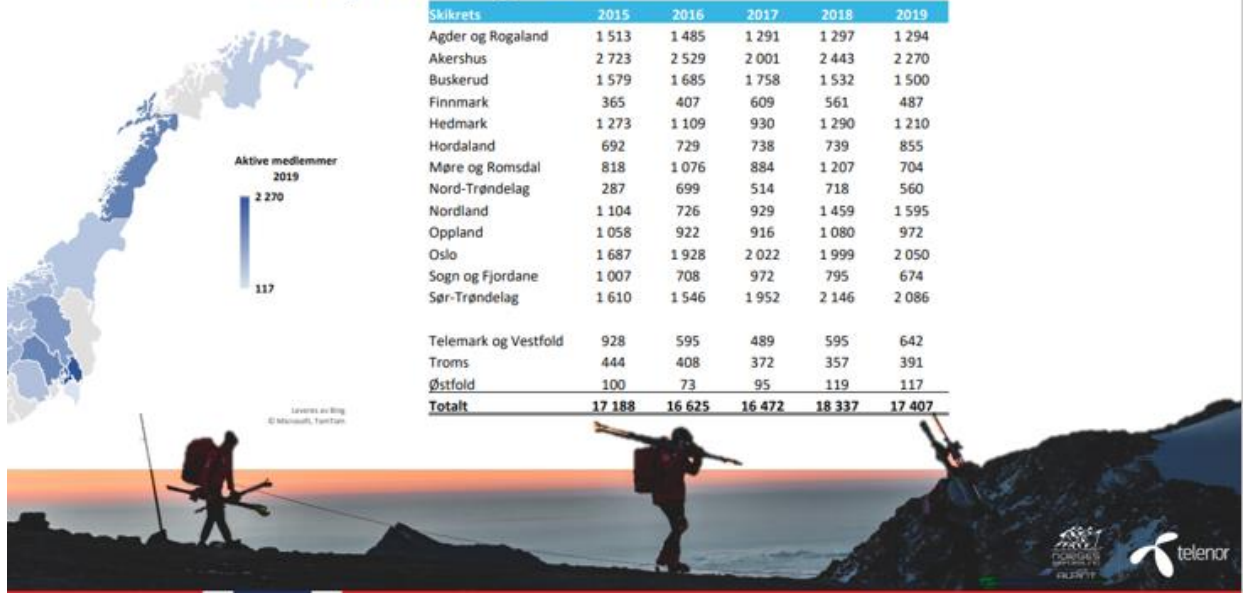 Skikrets 2015 2016 2017 2018 2019
Agder og Rogaland 1 513 1 485 1 291 1 297 1 294
Akershus 2 723 2 529 2 001 2 443 2 270
Buskerud 1 579 1 685 1 758 1 532 1 500
Finnmark 365 407 609 561 487
Hedmark 1 273 1 109 930 1 290 1 210
Hordaland 692 729 738 739 855
Møre og Romsdal 818 1 076 884 1 207 704
Nord-Trøndelag 287 699 514 718 560
Nordland 1 104 726 929 1 459 1 595
Oppland 1 058 922 916 1 080 972
Oslo 1 687 1 928 2 022 1 999 2 050
Sogn og Fjordane 1 007 708 972 795 674
Sør-Trøndelag 1 610 1 546 1 952 2 146 2 086
Telemark og Vestfold 928 595 489 595 642
Troms 444 408 372 357 391
Østfold 100 73 95 119 117
Totalt 17 188 16 625 16 472 18 337 17 407
Aktive medlemmer
2019
2 270
117
Leveres av Bing
© Microsoft, TomTom
NORGES
ALPINT
telenor